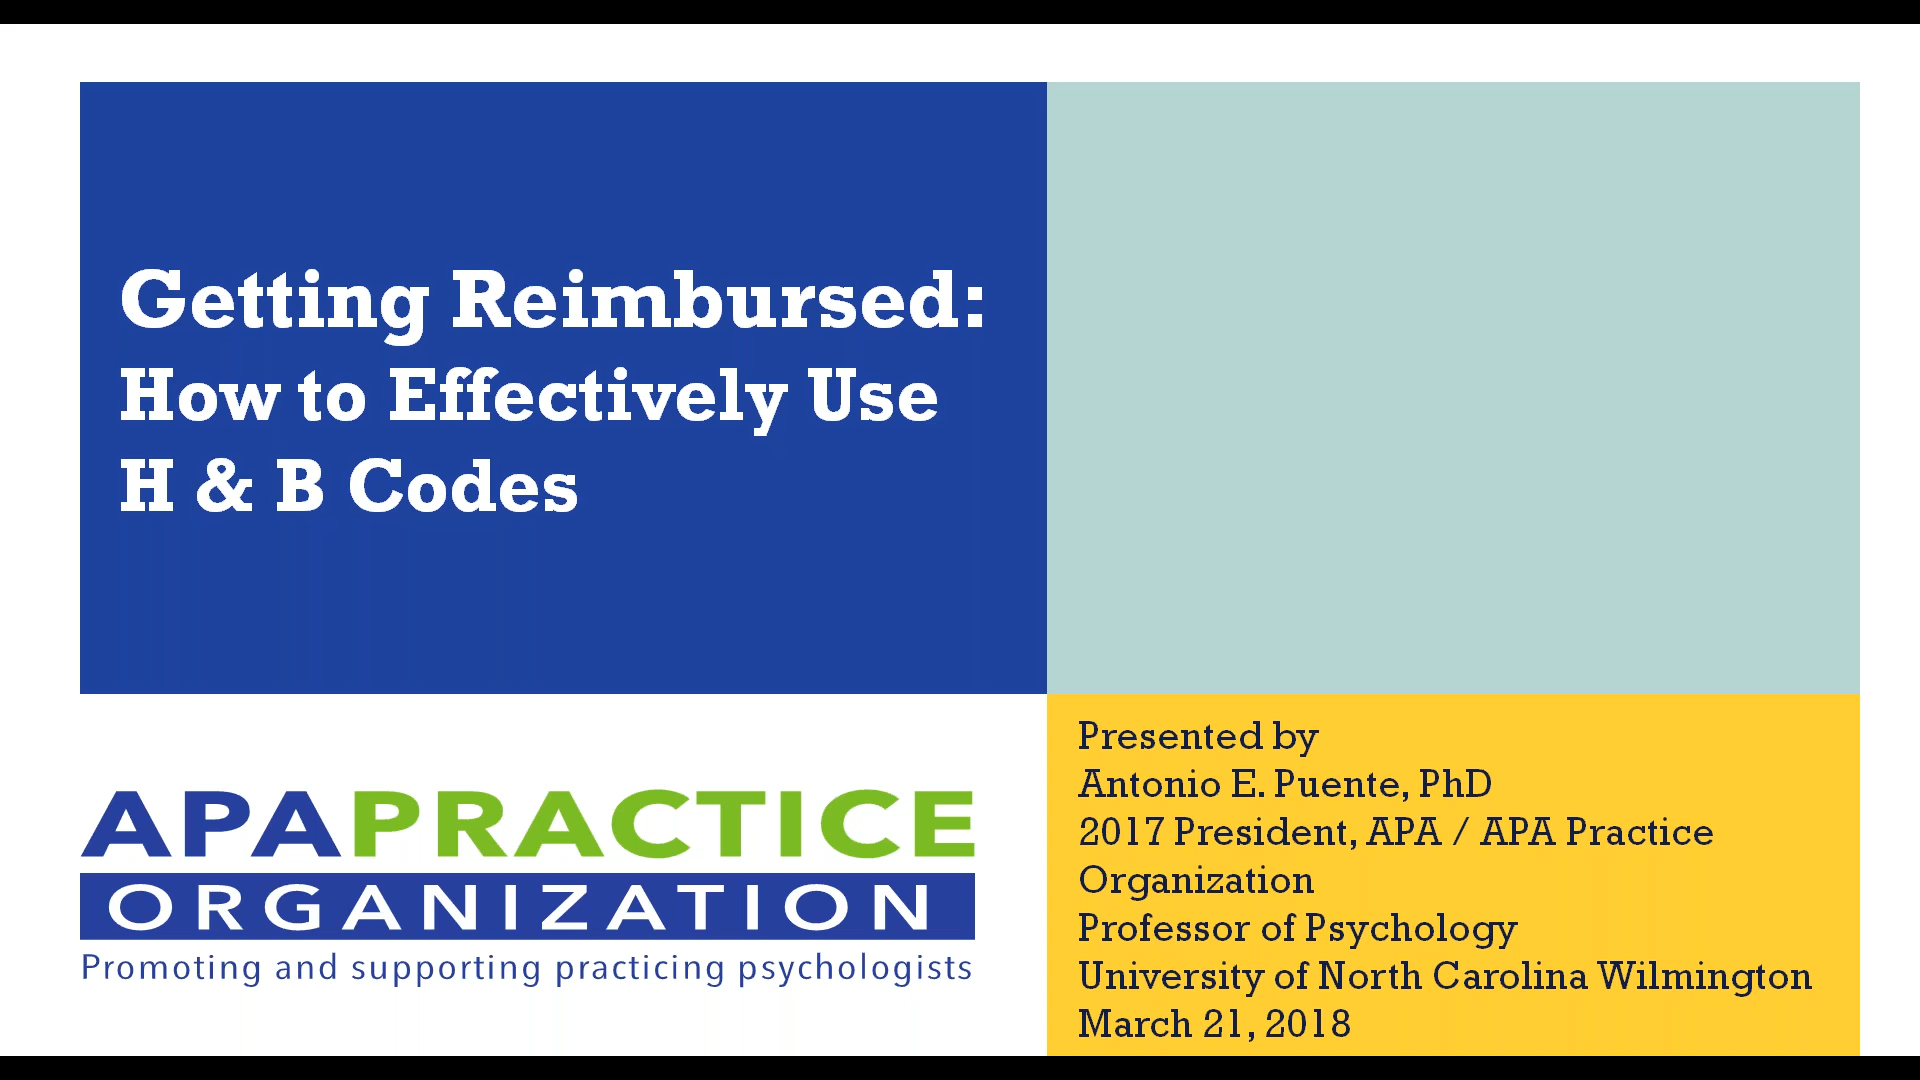 Getting Reimbursed:
How to Effectively Use
H & B Codes
APAPRACTICE
ORGANIZATION
Promoting and supporting practicing psychologists
Presented by
Antonio E. Puente, PhD
2017 President, APA / APA Practice
Organization
Professor of Psychology
University of North Carolina Wilmington
March 21, 2018